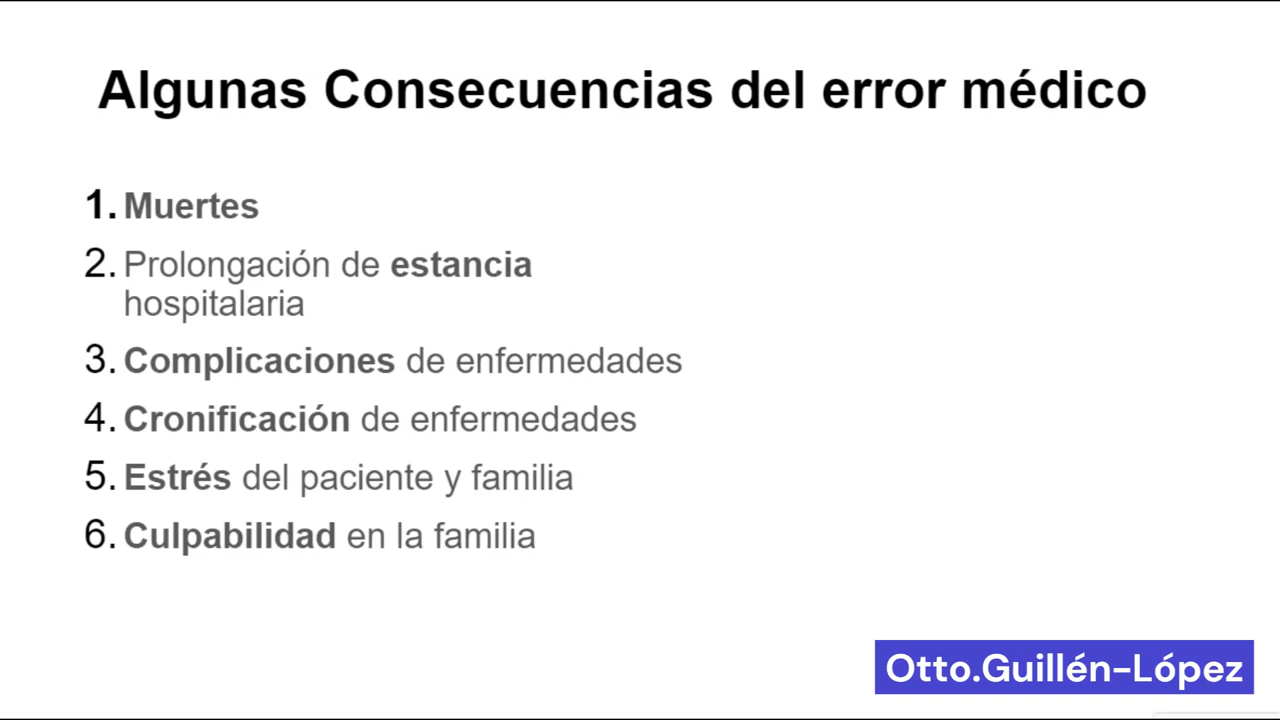 Algunas Consecuencias del error médico
1. Muertes
2. Prolongación de estancia
hospitalaria
3. Complicaciones de enfermedades
4. Cronificación de enfermedades
5. Estrés del paciente y familia
6. Culpabilidad en la familia
Otto.Guillén-López